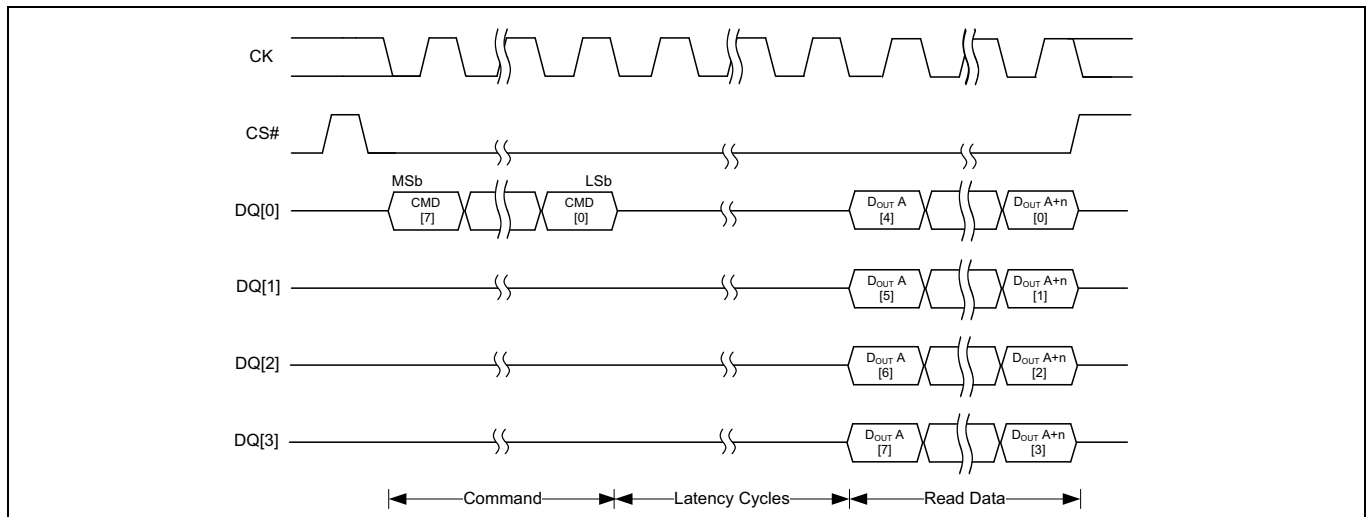 CK
CS#
MSb LSb
DQ[0] CMD [7] CMD [0] DOUT A [4] DOUT A+n [0]
DQ[1] DOUT A [5] DOUT A+n [1]
DQ[2] DOUT A [6] DOUT A+n [2]
DQ[3] DOUT A [7] DOUT A+n [3]
Command Latency Cycles Read Data